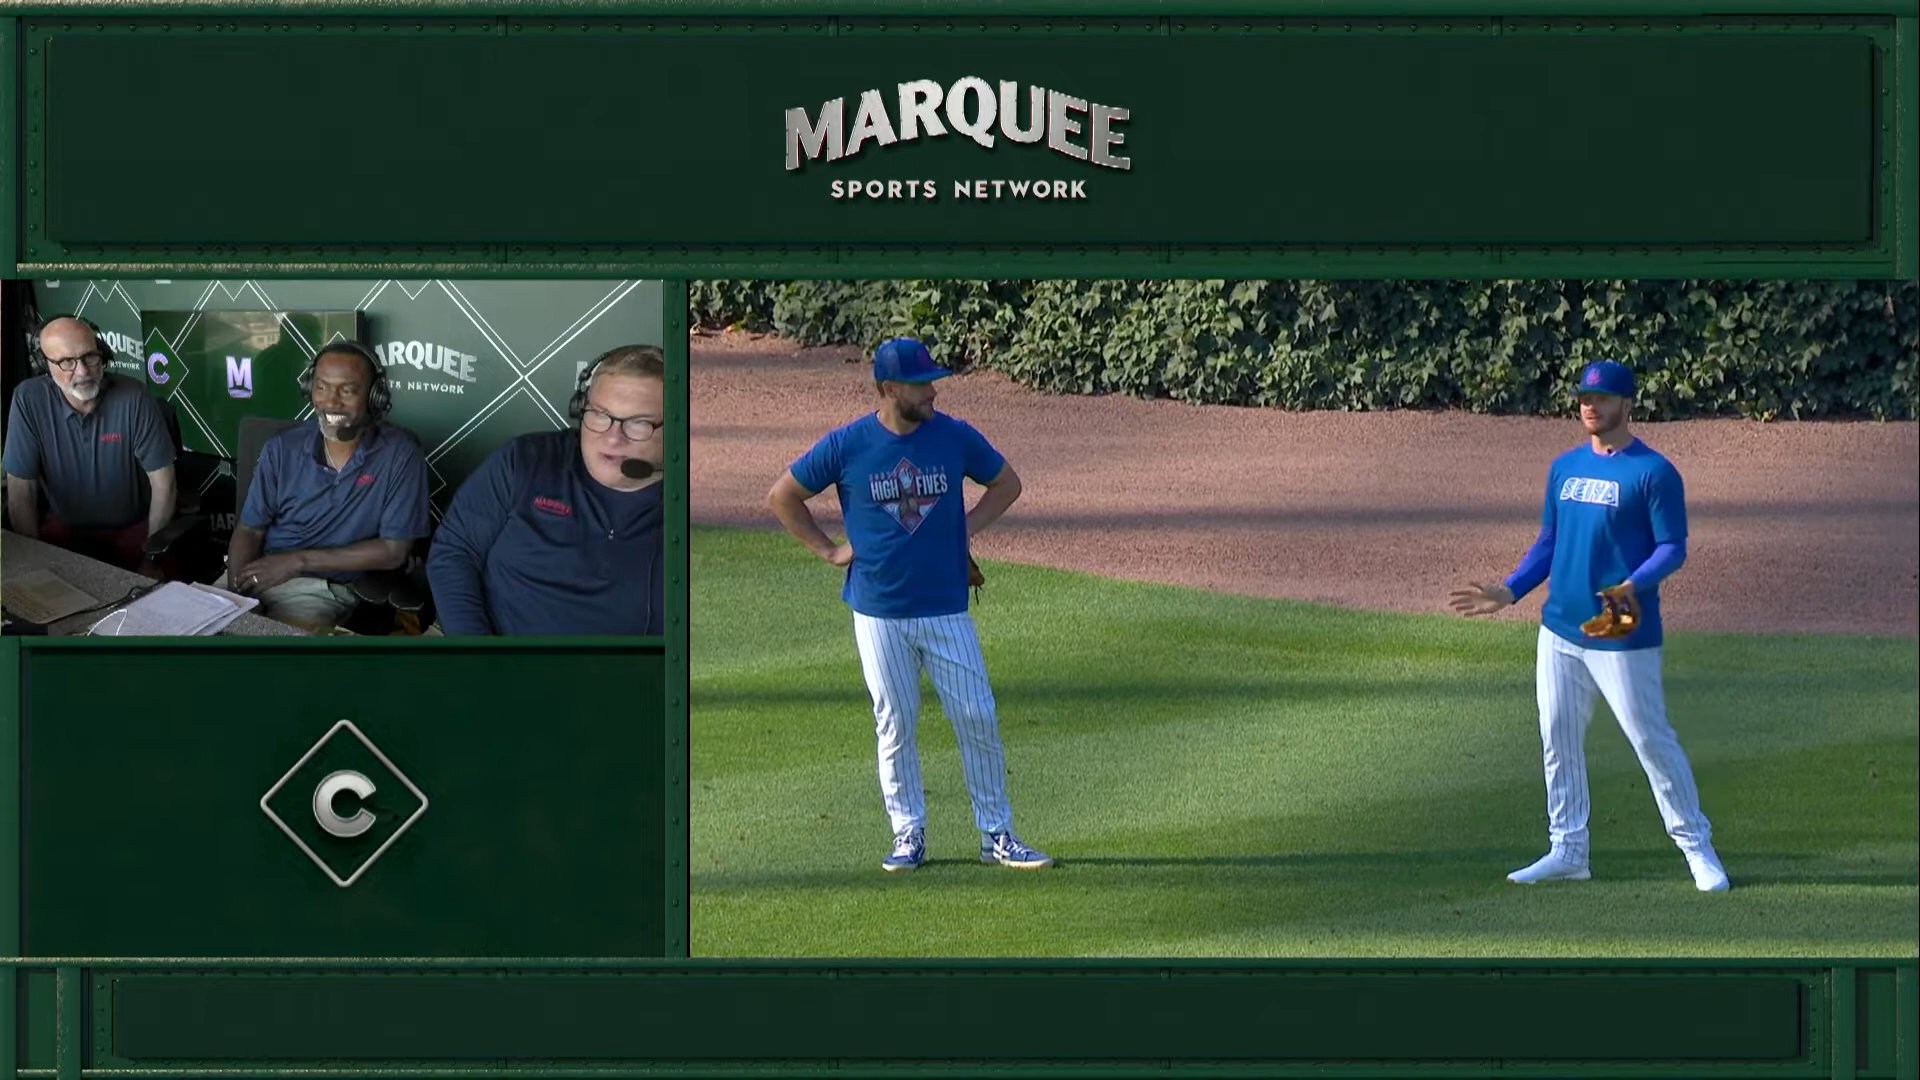 MARQUEE
SPORTS NETWORK
C
M
MARQUEE
SPORTS NETWORK
HIGH FIVES
SEIYA
C